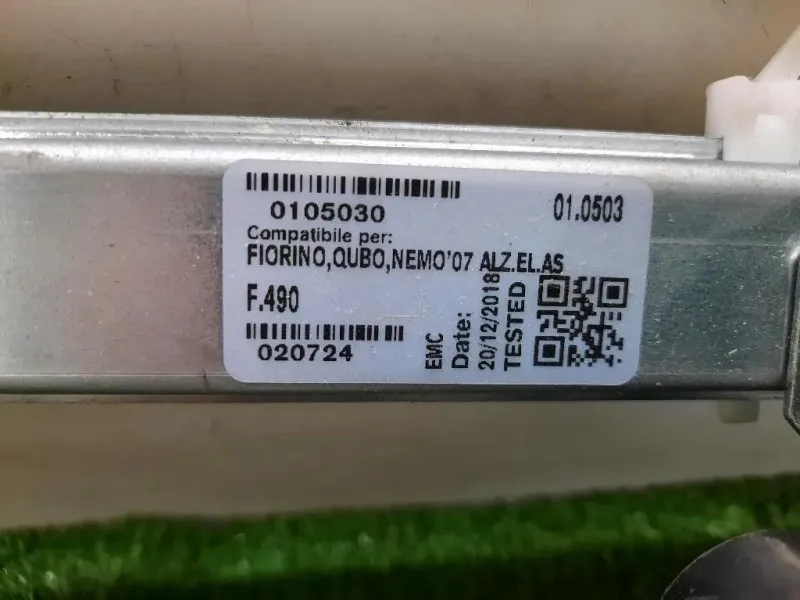 0105030
01.0503
Compatibile per:
FIORINO,QUBO,NEMO'07 ALZ.EL.AS
F.490
020724
EMC
Date:
20/12/2018
TESTED